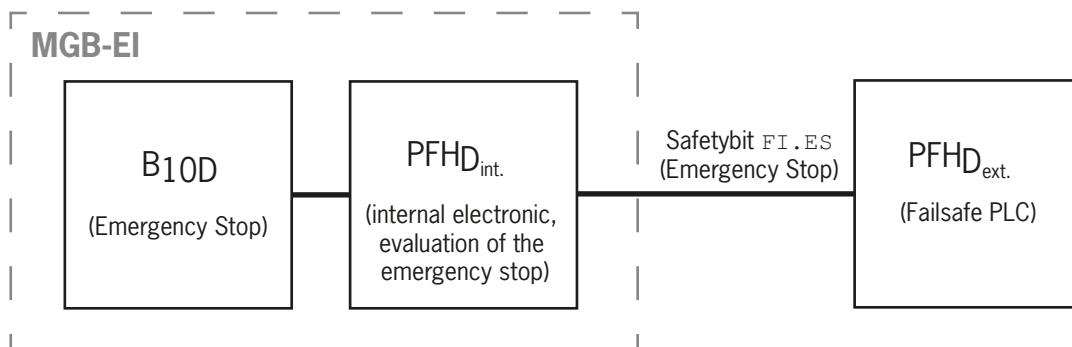 MGB-EI
B10D
(Emergency Stop)
PFHDint.
(internal electronic,
evaluation of the
emergency stop)
Safetybit FI.ES
(Emergency Stop)
PFHDext.
(Failsafe PLC)